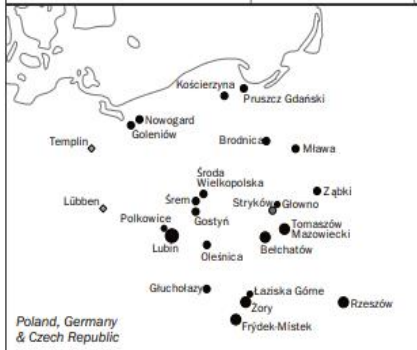 Kościerzyna
Pruszcz Gdański
Nowogard
Goleniów
Templin
Brodnica
Mława
Środa
Wielkopolska
Ząbki
Śrem
Stryków
Głowno
Lübben
Gostyń
Polkowice
Tomaszów
Mazowiecki
Lubin
Bełchatów
Oleśnica
Głuchołazy
Łaziska Górne
Żory
Rzeszów
Frýdek-Místek
Poland, Germany
& Czech Republic